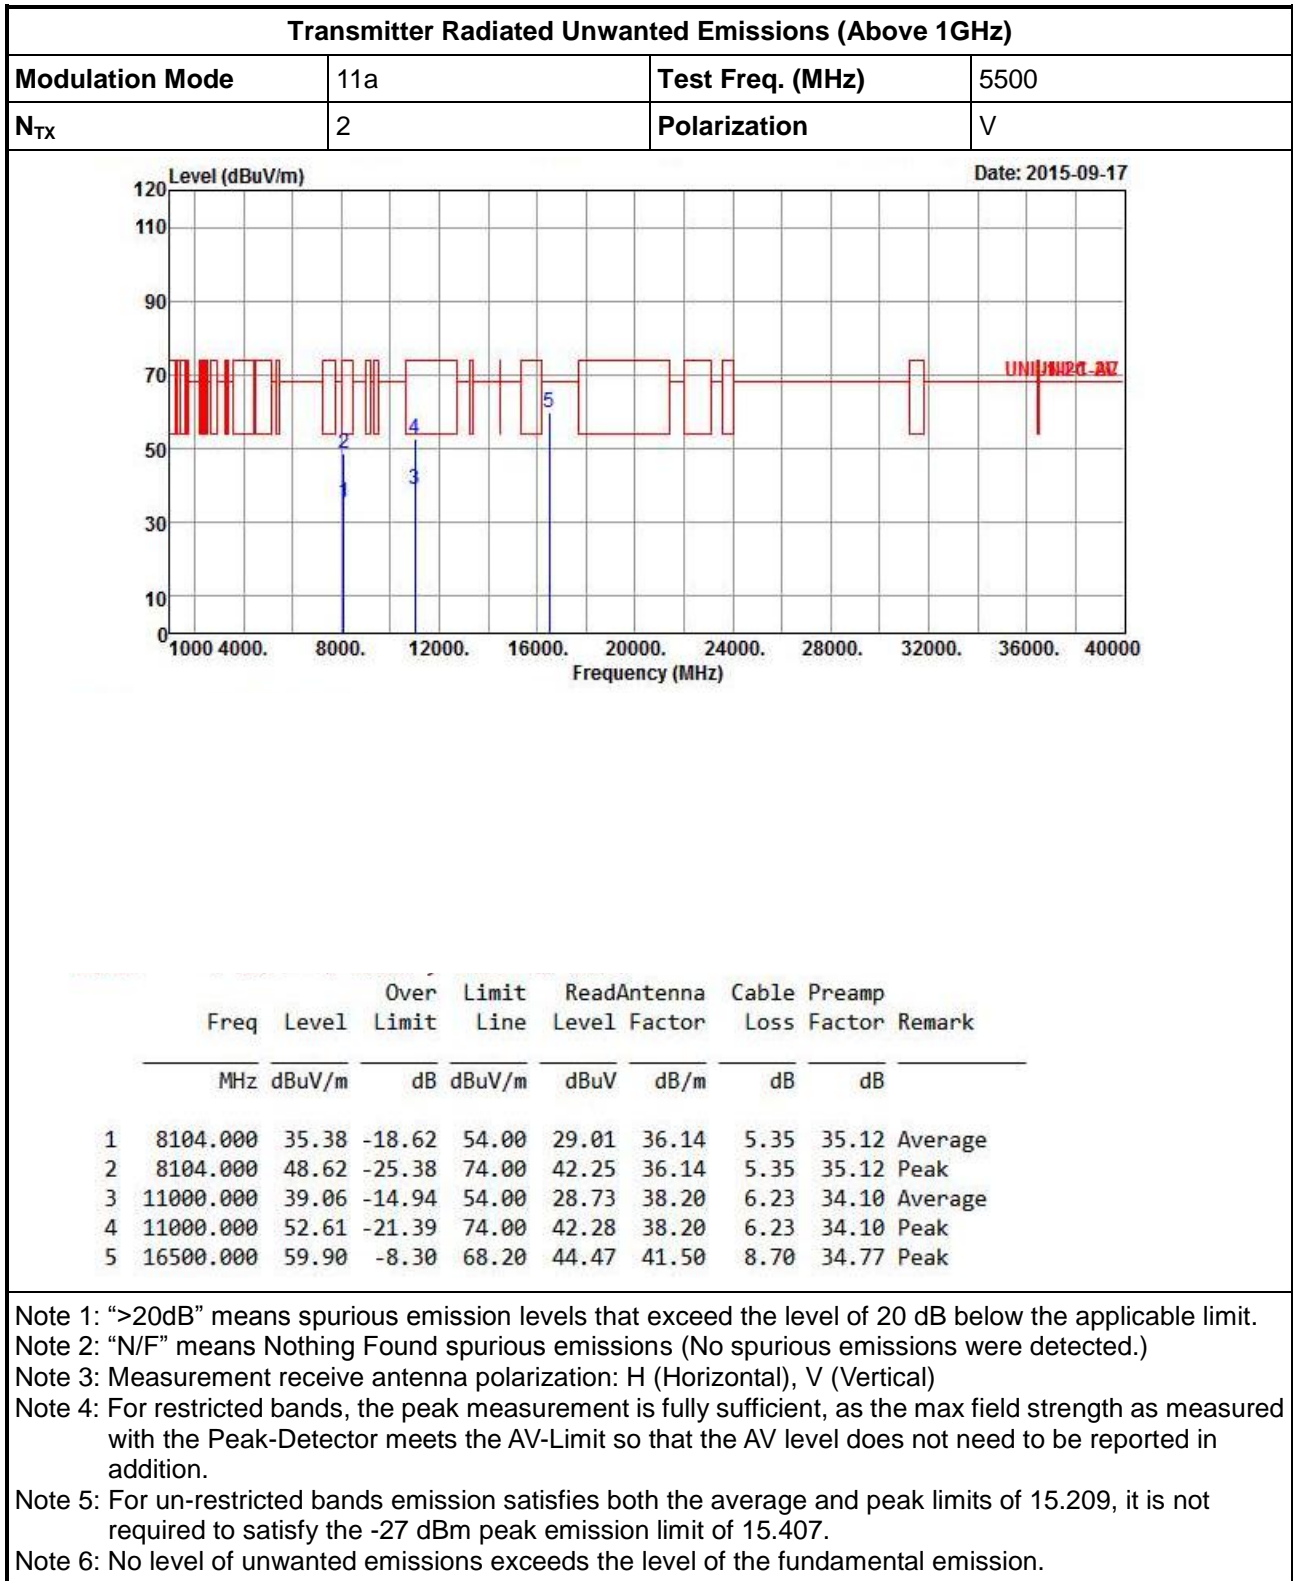 Transmitter Radiated Unwanted Emissions (Above 1GHz)
Modulation Mode 11a Test Freq. (MHz) 5500
NTX 2 Polarization V
Level (dBuV/m) Date: 2015-09-17
120
110
90
70
50
30
10
0
5
4
2
3
1
1000 4000. 8000. 12000. 16000. 20000. 24000. 28000. 32000. 36000. 40000
Frequency (MHz)
Over Limit ReadAntenna Cable Preamp
Freq Level Limit Line Level Factor Loss Factor Remark
MHz dBuV/m dB dBuV/m dBuV dB/m dB dB
1 8104.000 35.38 -18.62 54.00 29.01 36.14 5.35 35.12 Average
2 8104.000 48.62 -25.38 74.00 42.25 36.14 5.35 35.12 Peak
3 11000.000 39.06 -14.94 54.00 28.73 38.20 6.23 34.10 Average
4 11000.000 52.61 -21.39 74.00 42.28 38.20 6.23 34.10 Peak
5 16500.000 59.90 -8.30 68.20 44.47 41.50 8.70 34.77 Peak
Note 1: “>20dB” means spurious emission levels that exceed the level of 20 dB below the applicable limit.
Note 2: “N/F” means Nothing Found spurious emissions (No spurious emissions were detected.)
Note 3: Measurement receive antenna polarization: H (Horizontal), V (Vertical)
Note 4: For restricted bands, the peak measurement is fully sufficient, as the max field strength as measured
with the Peak-Detector meets the AV-Limit so that the AV level does not need to be reported in
addition.
Note 5: For un-restricted bands emission satisfies both the average and peak limits of 15.209, it is not
required to satisfy the -27 dBm peak emission limit of 15.407.
Note 6: No level of unwanted emissions exceeds the level of the fundamental emission.